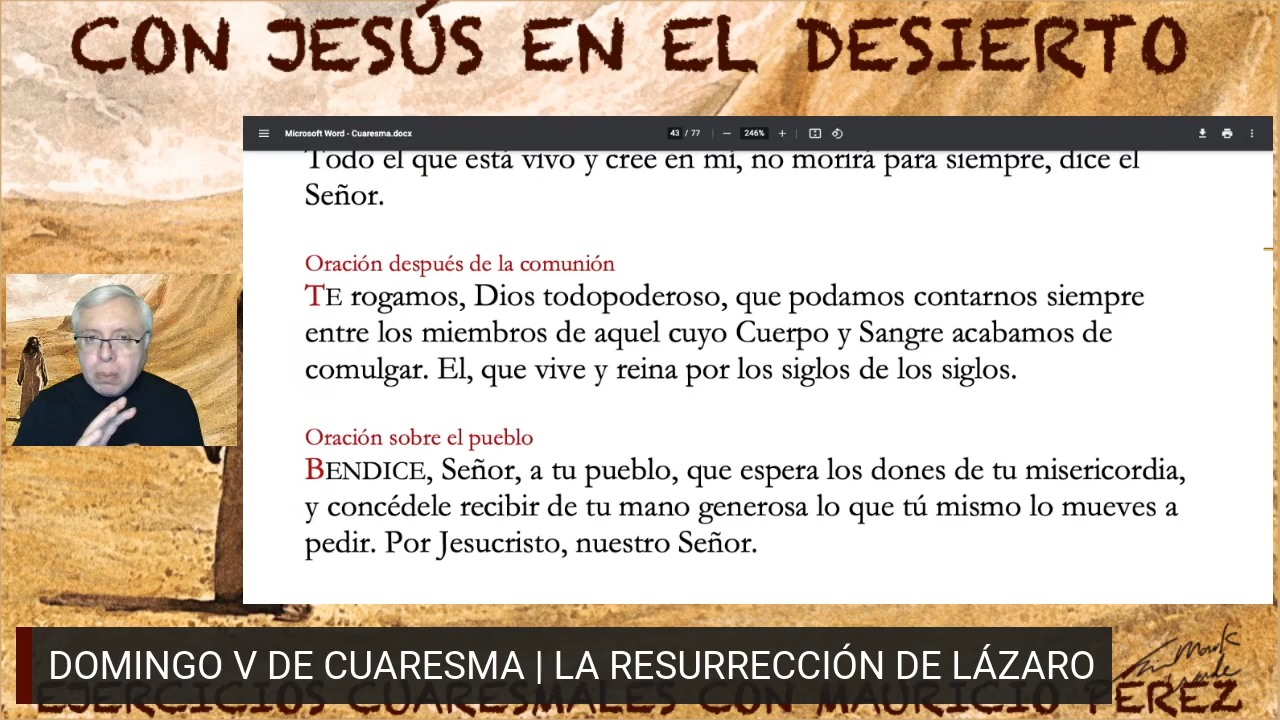 CON JESÚS EN EL DESIERTO
Microsoft Word - Cuaresma.docx
43 / 77
246%
Todo el que está vivo y cree en mí, no morirá para siempre, dice el
Señor.
Oración después de la comunión
TE rogamos, Dios todopoderoso, que podamos contarnos siempre
entre los miembros de aquel cuyo Cuerpo y Sangre acabamos de
comulgar. El, que vive y reina por los siglos de los siglos.
Oración sobre el pueblo
BENDICE, Señor, a tu pueblo, que espera los dones de tu misericordia,
y concédele recibir de tu mano generosa lo que tú mismo lo mueves a
pedir. Por Jesucristo, nuestro Señor.
DOMINGO V DE CUARESMA | LA RESURRECCIÓN DE LÁZARO
EJERCICIOS CUARESMALES CON MAURICIO PEREZ